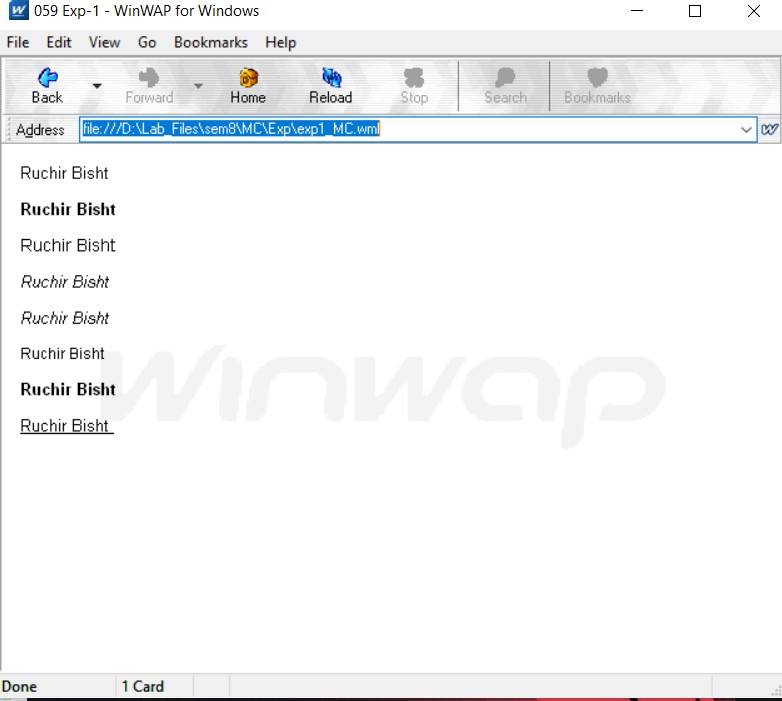 059 Exp-1 - WinWAP for Windows
File Edit View Go Bookmarks Help
Back Forward Home Reload Stop Search Bookmarks
Address file:///D:\Lab_Files\sem8\MC\Exp\exp1_MC.wml
Ruchir Bisht
Ruchir Bisht
Ruchir Bisht
Ruchir Bisht
Ruchir Bisht
Ruchir Bisht
Ruchir Bisht
Ruchir Bisht
Winwap
Done 1 Card